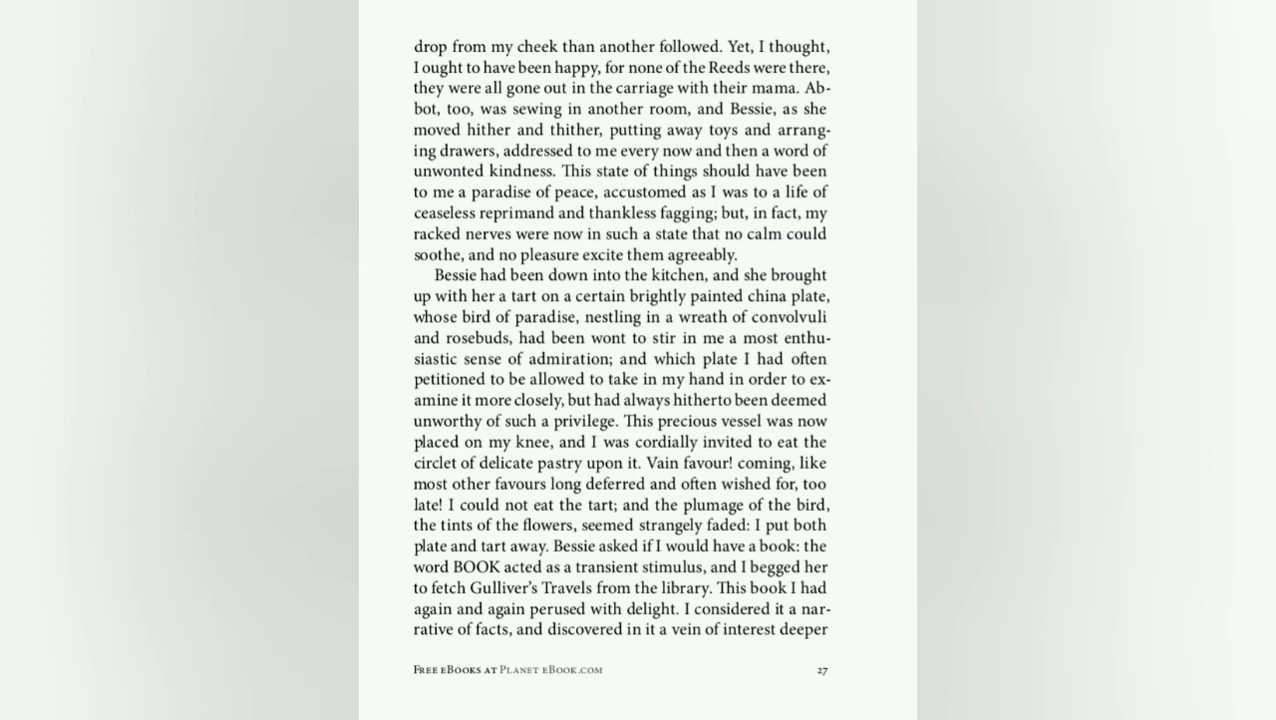 drop from my cheek than another followed. Yet, I thought,
I ought to have been happy, for none of the Reeds were there,
they were all gone out in the carriage with their mama. Ab-
bot, too, was sewing in another room, and Bessie, as she
moved hither and thither, putting away toys and arrang-
ing drawers, addressed to me every now and then a word of
unwonted kindness. This state of things should have been
to me a paradise of peace, accustomed as I was to a life of
ceaseless reprimand and thankless fagging; but, in fact, my
racked nerves were now in such a state that no calm could
soothe, and no pleasure excite them agreeably.
Bessie had been down into the kitchen, and she brought
up with her a tart on a certain brightly painted china plate,
whose bird of paradise, nestling in a wreath of convolvuli
and rosebuds, had been wont to stir in me a most enthu-
siastic sense of admiration; and which plate I had often
petitioned to be allowed to take in my hand in order to ex-
amine it more closely, but had always hitherto been deemed
unworthy of such a privilege. This precious vessel was now
placed on my knee, and I was cordially invited to eat the
circlet of delicate pastry upon it. Vain favour! coming, like
most other favours long deferred and often wished for, too
late! I could not eat the tart; and the plumage of the bird,
the tints of the flowers, seemed strangely faded: I put both
plate and tart away. Bessie asked if I would have a book: the
word BOOK acted as a transient stimulus, and I begged her
to fetch Gulliver's Travels from the library. This book I had
again and again perused with delight. I considered it a nar-
rative of facts, and discovered in it a vein of interest deeper
Free eBooks at Planet eBook.com 27